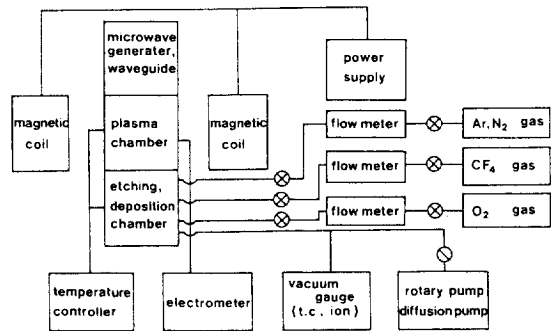 microwave
generater,
waveguide
power
supply
magnetic
coil
plasma
chamber
magnetic
coil
flow meter
Ar, N2 gas
etching,
deposition
chamber
flow meter
CF4 gas
flow meter
O2 gas
temperature
controller
electrometer
vacuum
gauge
(t.c, ion)
rotary pump
diffusion pump